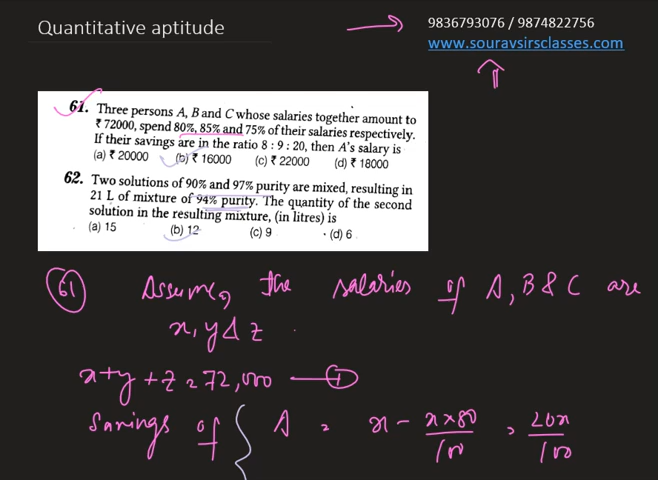 Quantitative aptitude
9836793076 / 9874822756
www.souravsirsclasses.com
61. Three persons A, B and C whose salaries together amount to
₹ 72000, spend 80%, 85% and 75% of their salaries respectively.
If their savings are in the ratio 8 : 9 : 20, then A's salary is
(a) ₹ 20000 (b) ₹ 16000 (c) ₹ 22000 (d) ₹ 18000
62. Two solutions of 90% and 97% purity are mixed, resulting in
21 L of mixture of 94% purity. The quantity of the second
solution in the resulting mixture, (in litres) is
(a) 15 (b) 12 (c) 9 (d) 6
61 Assume, the salaries of A, B & C are
x, y & z
x+y+z = 72,000 — 1
Savings of { A = x - x×80/100 = 20x/100